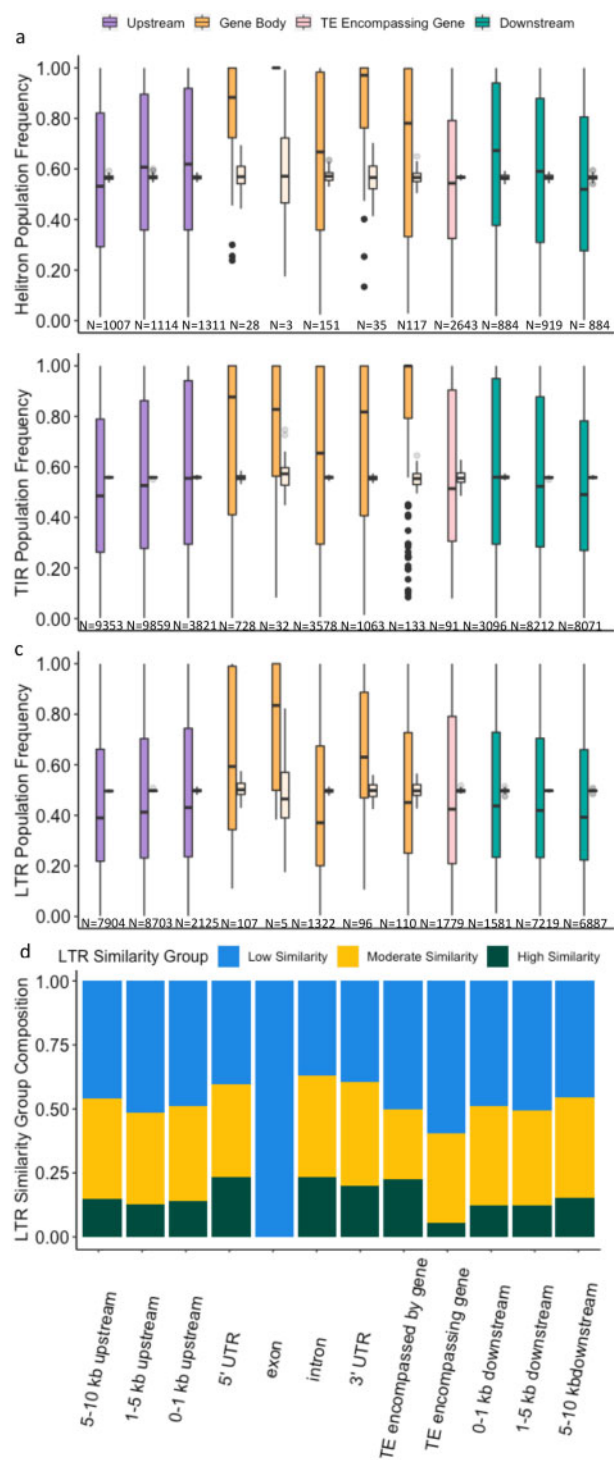 a
Upstream Gene Body TE Encompassing Gene Downstream
Helitron Population Frequency
1.00
0.80
0.60
0.40
0.20
0.00
N=1007 N=1114 N=1311 N=28 N=3 N=151 N=35 N=117 N=2643 N=884 N=919 N= 884
TIR Population Frequency
1.00
0.80
0.60
0.40
0.20
0.00
N=9353 N=9859 N=3821 N=728 N=32 N=3578 N=1063 N=133 N=91 N=3096 N=8212 N=8071
c
LTR Population Frequency
1.00
0.80
0.60
0.40
0.20
0.00
N=7904 N=8703 N=2125 N=107 N=5 N=1322 N=96 N=110 N=1779 N=1581 N=7219 N=6887
d
LTR Similarity Group Low Similarity Moderate Similarity High Similarity
LTR Similarity Group Composition
1.00
0.75
0.50
0.25
0.00
5-10 kb upstream
1-5 kb upstream
0-1 kb upstream
5' UTR
exon
intron
3' UTR
TE encompassed by gene
TE encompassing gene
0-1 kb downstream
1-5 kb downstream
5-10 kbdownstream